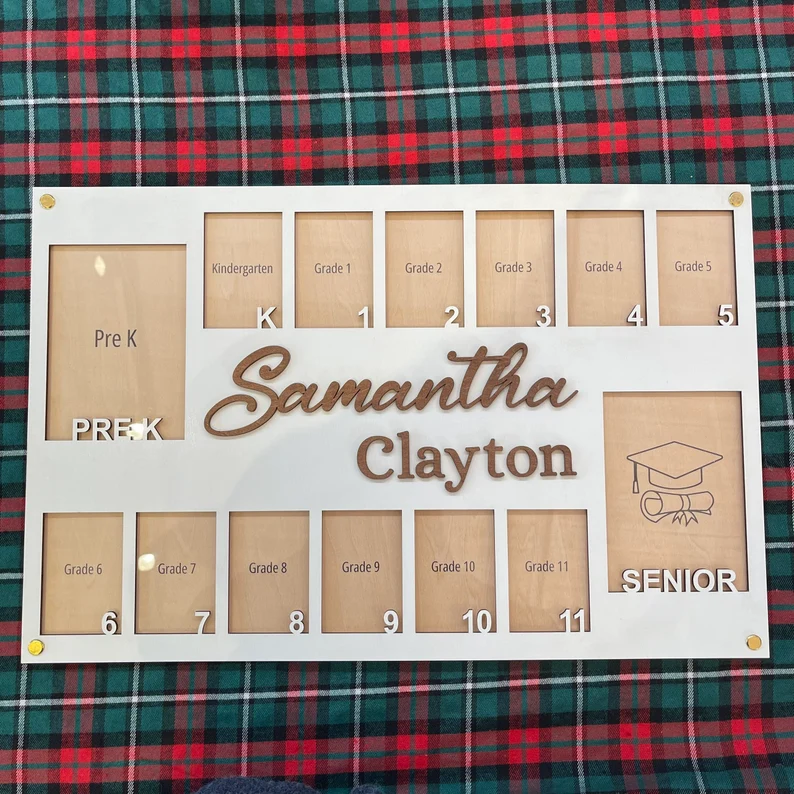 Kindergarten
Grade 1
Grade 2
Grade 3
Grade 4
Grade 5
K
1
2
3
4
5
Pre K
PRE-K
Samantha
Clayton
SENIOR
Grade 6
Grade 7
Grade 8
Grade 9
Grade 10
Grade 11
6
7
8
9
10
11